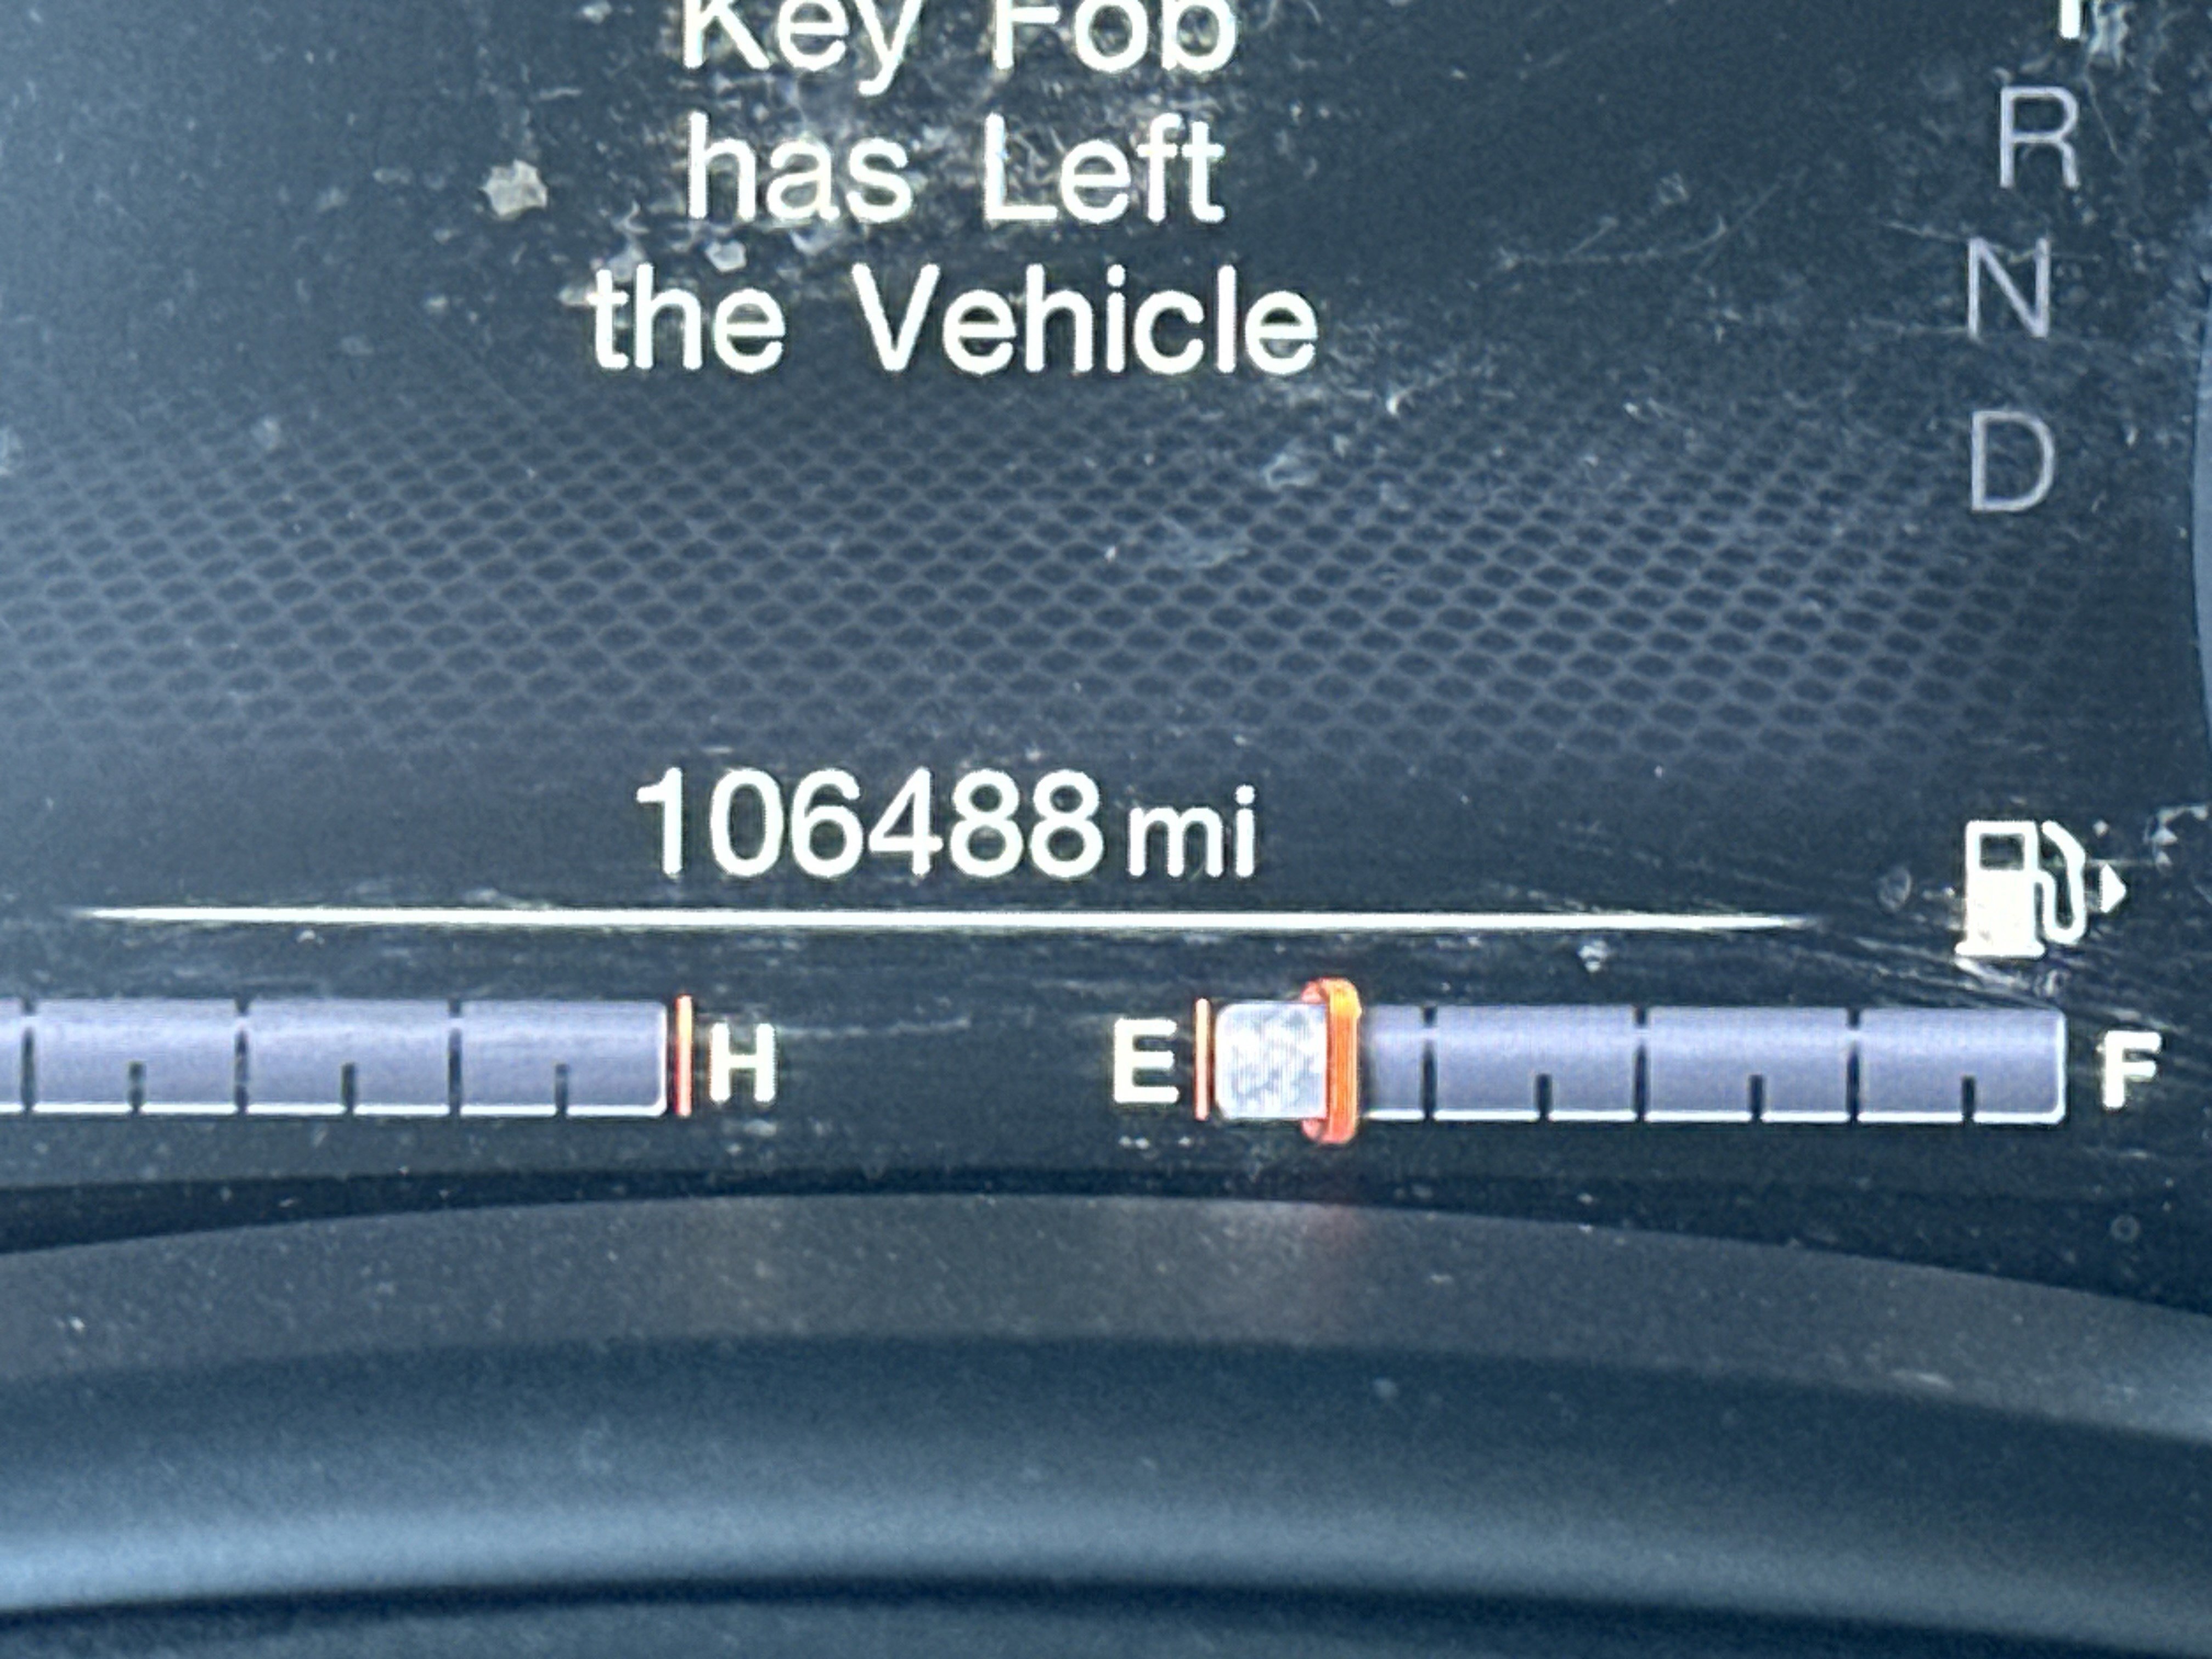 Key Fob
has Left
the Vehicle
R
N
D
106488 mi
H E F